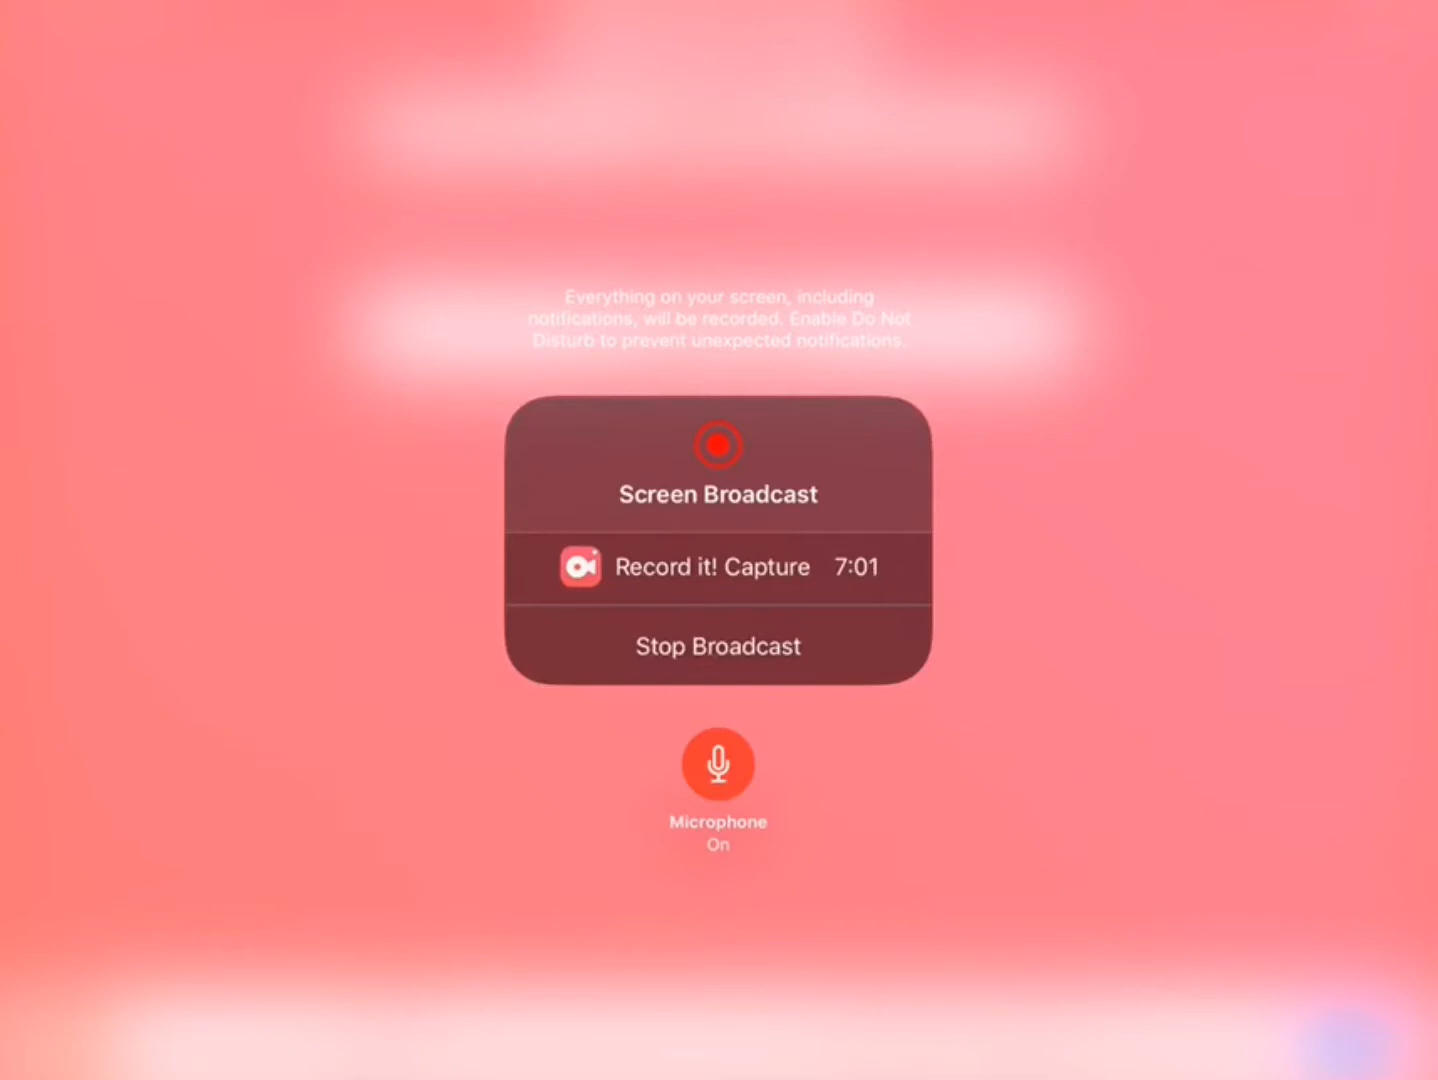 Everything on your screen, including
notifications, will be recorded. Enable Do Not
Disturb to prevent unexpected notifications.
Screen Broadcast
Record it! Capture 7:01
Stop Broadcast
Microphone
On